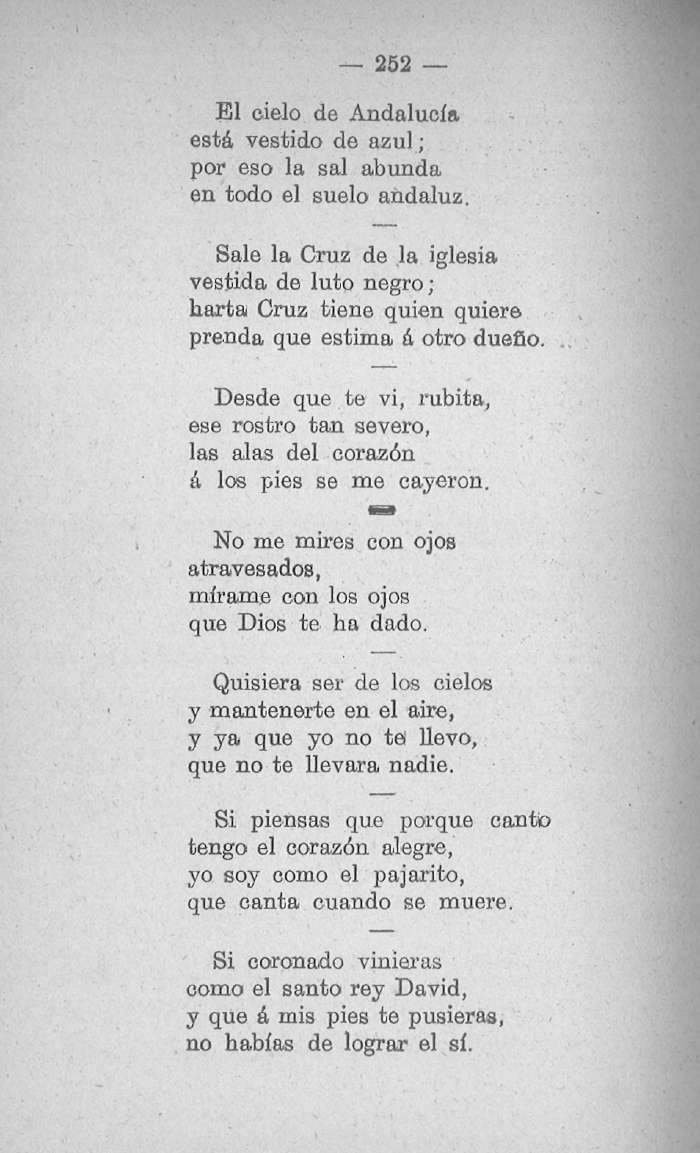 — 252 —
El cielo de Andalucía
está vestido de azul;
por eso la sal abunda
en todo el suelo andaluz.
Sale la Cruz de la iglesia
vestida de luto negro;
harta Cruz tiene quien quiere
prenda que estima á otro dueño.
Desde que te vi, rubita,
ese rostro tan severo,
las alas del corazón
á los pies se me cayeron.
No me mires con ojos
atravesados,
mírame con los ojos
que Dios te ha dado.
Quisiera ser de los cielos
y mantenerte en el aire,
y ya que yo no te llevo,
que no te llevara nadie.
Si piensas que porque canto
tengo el corazón alegre,
yo soy como el pajarito,
que canta cuando se muere.
Si coronado vinieras
como el santo rey David,
y que á mis pies te pusieras,
no habías de lograr el sí.